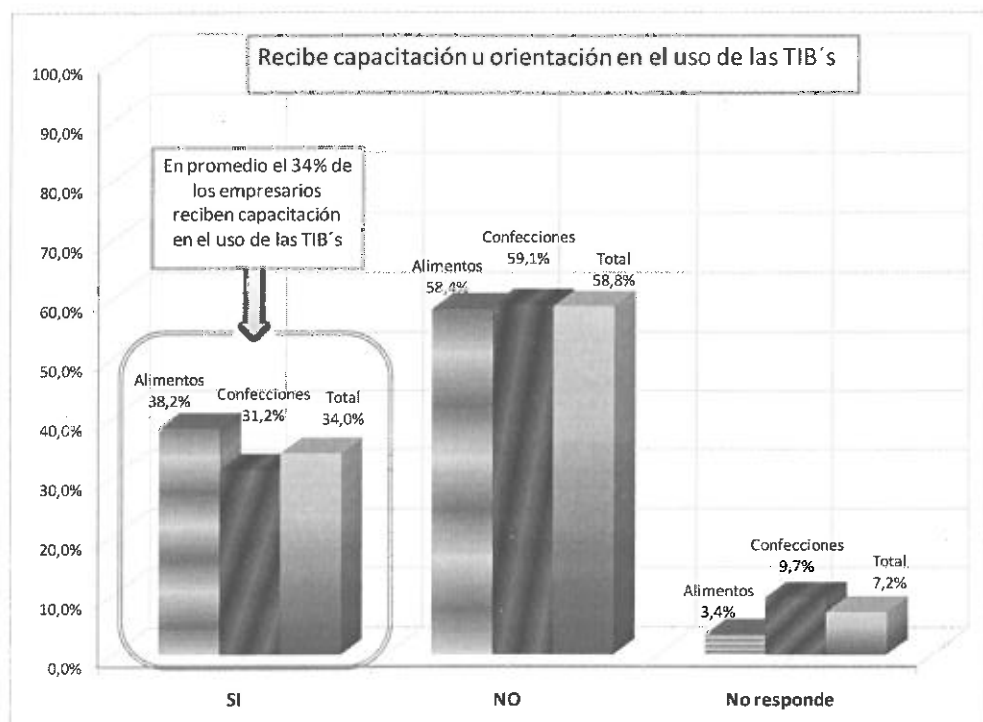 Recibe capacitación u orientación en el uso de las TIB´s
100,0%
90,0%
80,0%
70,0%
60,0%
50,0%
40,0%
30,0%
20,0%
10,0%
0,0%
En promedio el 34% de
los empresarios
reciben capacitación
en el uso de las TIB´s
Alimentos
38,2%
Confecciones
31,2%
Total
34,0%
Alimentos
58,4%
Confecciones
59,1%
Total
58,8%
Alimentos
3,4%
Confecciones
9,7%
Total
7,2%
SI
NO
No responde